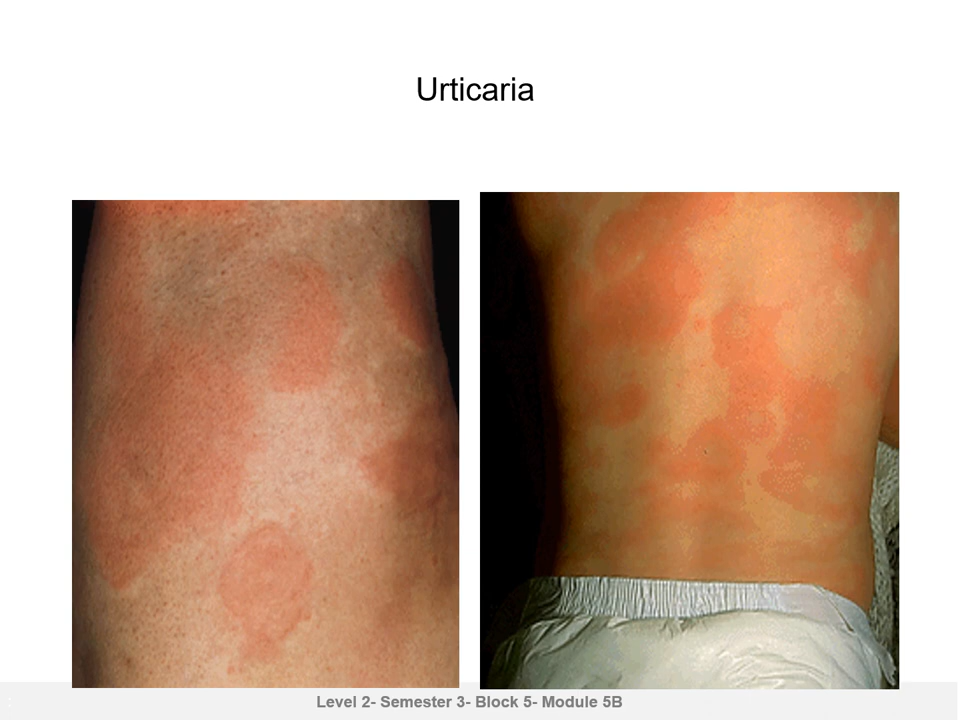 Urticaria
Level 2- Semester 3- Block 5- Module 5B